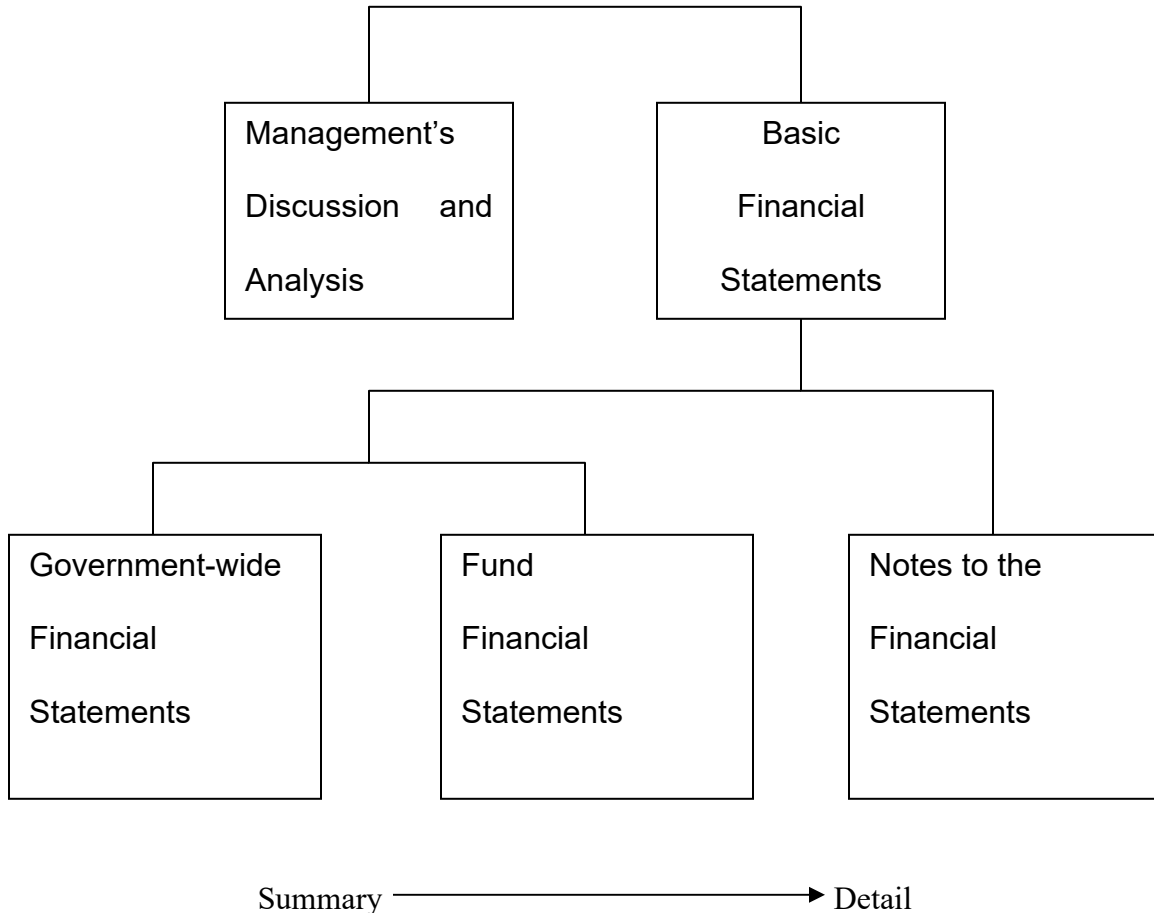 Management’s
Discussion and
Analysis
Basic
Financial
Statements
Government-wide
Financial
Statements
Fund
Financial
Statements
Notes to the
Financial
Statements
Summary
Detail